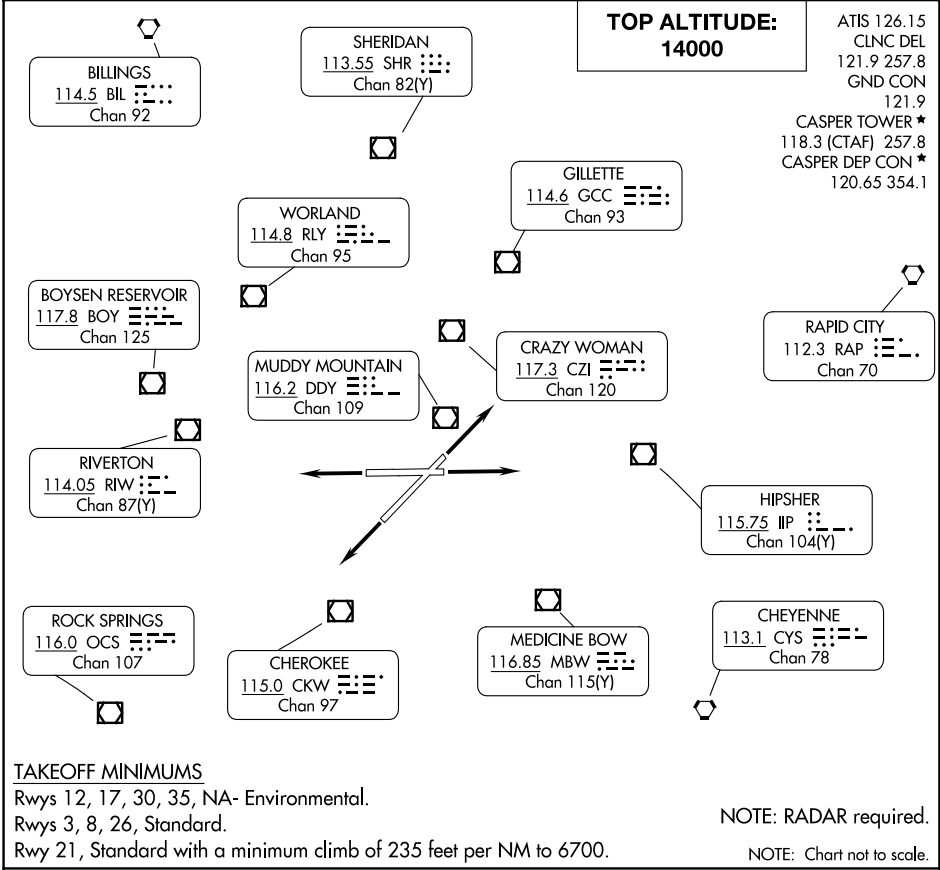 TOP ALTITUDE:
14000
ATIS 126.15
CLNC DEL
121.9 257.8
GND CON
121.9
CASPER TOWER ★
118.3 (CTAF) 257.8
CASPER DEP CON ★
120.65 354.1
BILLINGS
114.5 BIL
Chan 92
SHERIDAN
113.55 SHR
Chan 82(Y)
GILLETTE
114.6 GCC
Chan 93
WORLAND
114.8 RLY
Chan 95
BOYSEN RESERVOIR
117.8 BOY
Chan 125
RAPID CITY
112.3 RAP
Chan 70
CRAZY WOMAN
117.3 CZI
Chan 120
MUDDY MOUNTAIN
116.2 DDY
Chan 109
RIVERTON
114.05 RIW
Chan 87(Y)
HIPSHER
115.75 IIP
Chan 104(Y)
ROCK SPRINGS
116.0 OCS
Chan 107
CHEROKEE
115.0 CKW
Chan 97
MEDICINE BOW
116.85 MBW
Chan 115(Y)
CHEYENNE
113.1 CYS
Chan 78
TAKEOFF MINIMUMS
Rwys 12, 17, 30, 35, NA- Environmental.
Rwys 3, 8, 26, Standard.
Rwy 21, Standard with a minimum climb of 235 feet per NM to 6700.
NOTE: RADAR required.
NOTE: Chart not to scale.